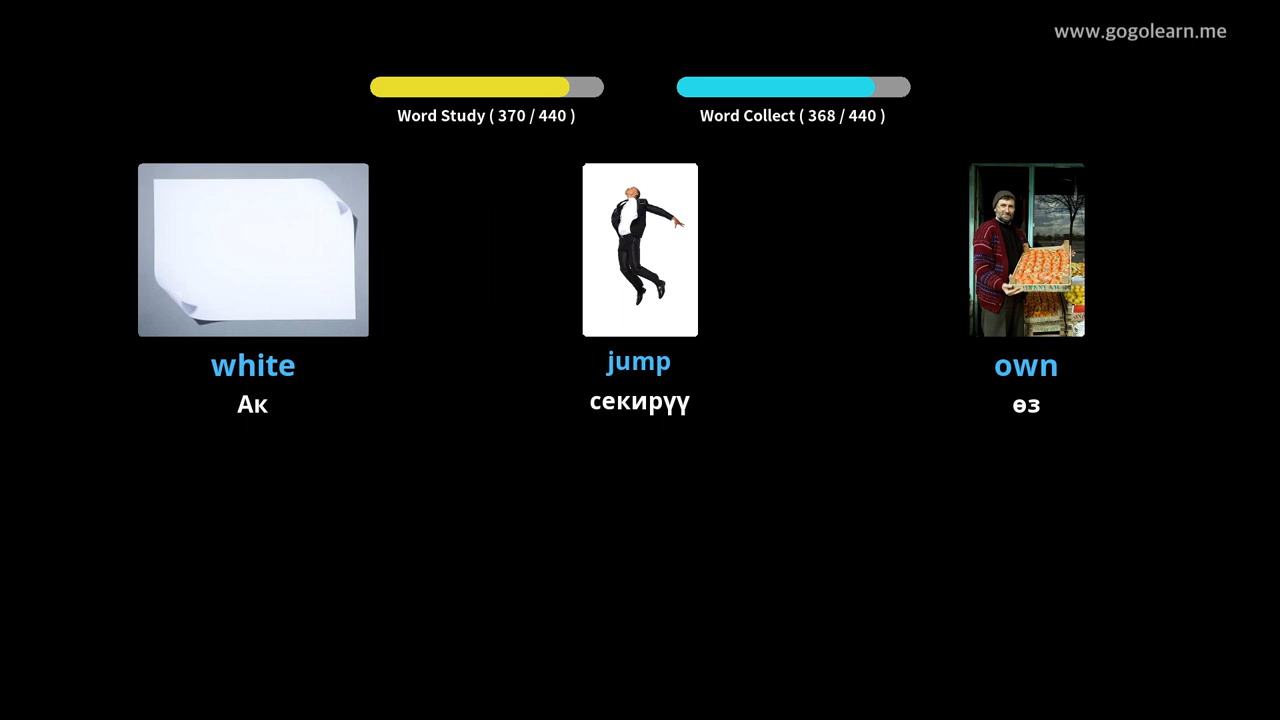 www.gogolearn.me
Word Study ( 370 / 440 )
Word Collect ( 368 / 440 )
white
jump
own
Ак
секирүү
өз